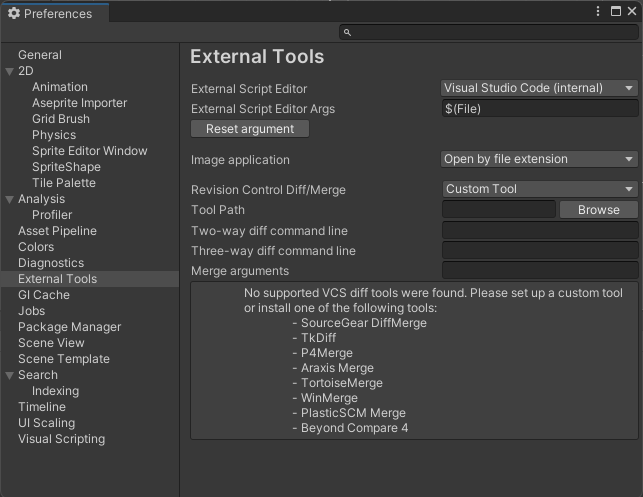 Preferences
General
2D
Animation
Aseprite Importer
Grid Brush
Physics
Sprite Editor Window
SpriteShape
Tile Palette
Analysis
Profiler
Asset Pipeline
Colors
Diagnostics
External Tools
GI Cache
Jobs
Package Manager
Scene View
Scene Template
Search
Indexing
Timeline
UI Scaling
Visual Scripting
External Tools
External Script Editor Visual Studio Code (internal)
External Script Editor Args $(File)
Reset argument
Image application Open by file extension
Revision Control Diff/Merge Custom Tool
Tool Path Browse
Two-way diff command line
Three-way diff command line
Merge arguments
No supported VCS diff tools were found. Please set up a custom tool
or install one of the following tools:
- SourceGear DiffMerge
- TkDiff
- P4Merge
- Araxis Merge
- TortoiseMerge
- WinMerge
- PlasticSCM Merge
- Beyond Compare 4